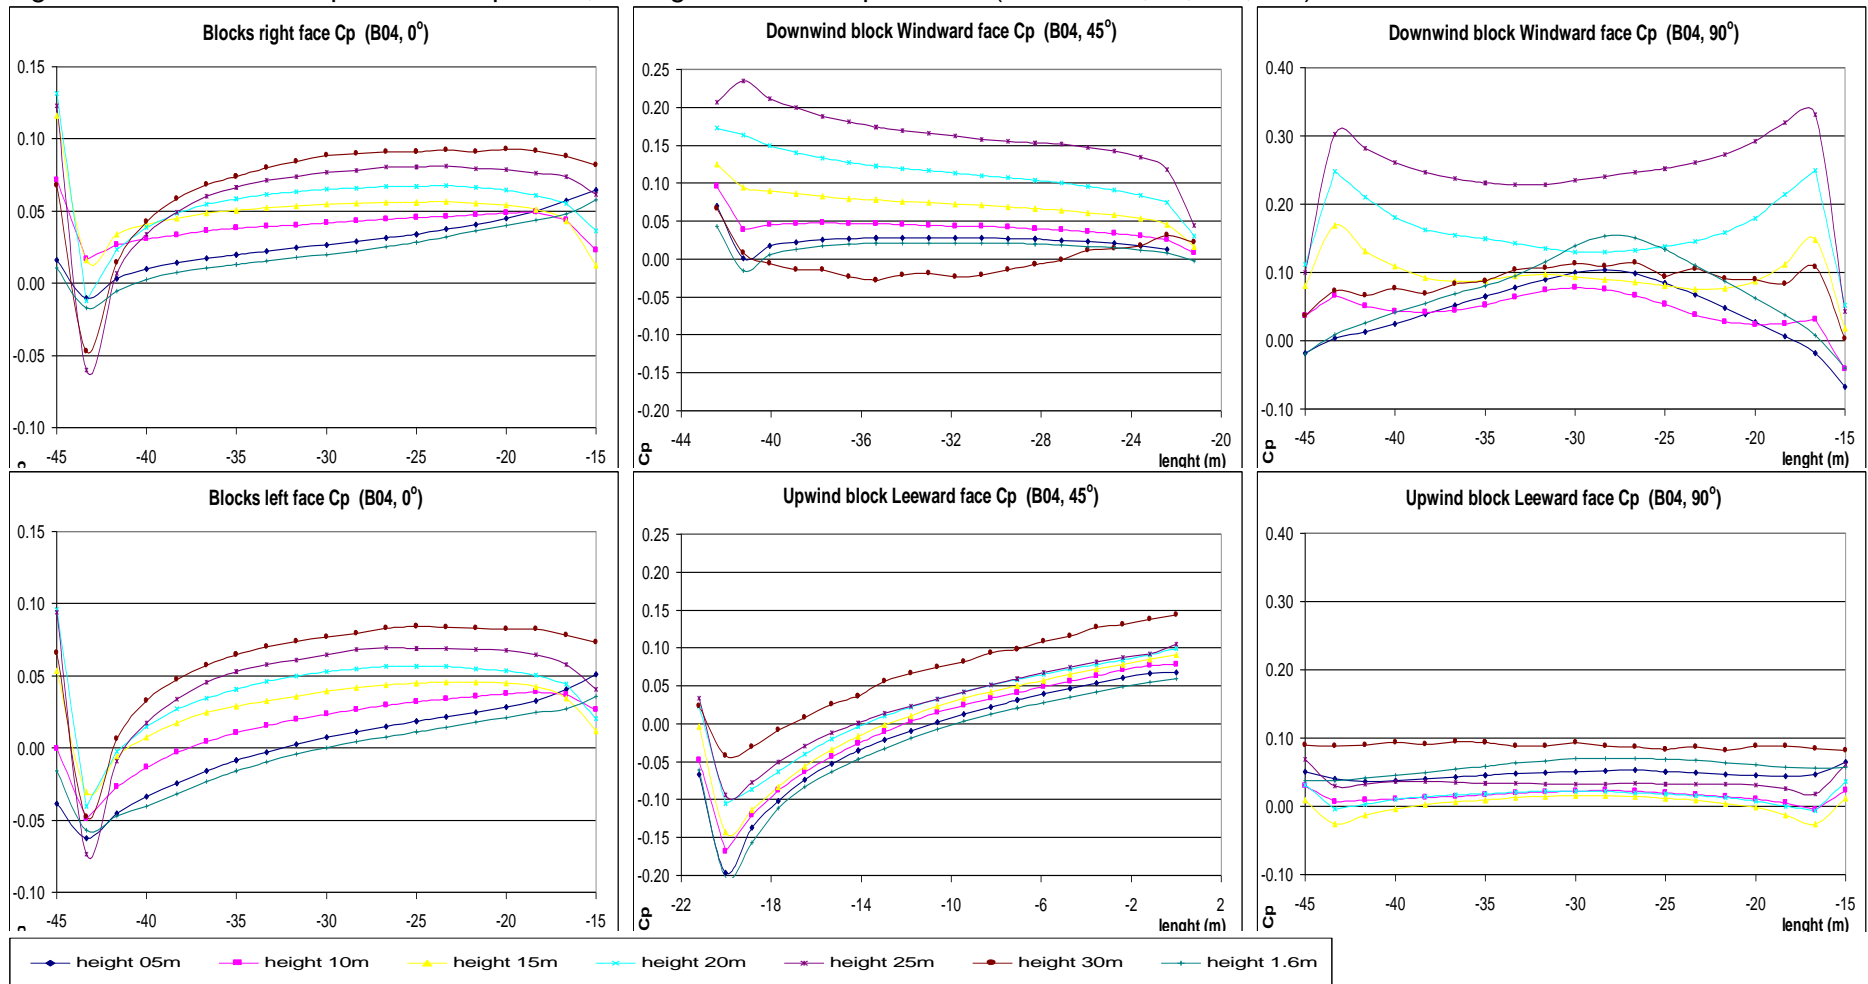 Blocks right face Cp (B04, 0°)
0.15
0.10
0.05
0.00
-0.05
-0.10
-45 -40 -35 -30 -25 -20 -15
Downwind block Windward face Cp (B04, 45°)
0.25
0.20
0.15
0.10
0.05
0.00
-0.05
-0.10
-0.15
-0.20
-44 -40 -36 -32 -28 -24 -20
Cp
lenght (m)
Downwind block Windward face Cp (B04, 90°)
0.40
0.30
0.20
0.10
0.00
-0.10
-45 -40 -35 -30 -25 -20 -15
Cp
lenght (m)
Blocks left face Cp (B04, 0°)
0.15
0.10
0.05
0.00
-0.05
-0.10
-45 -40 -35 -30 -25 -20 -15
Upwind block Leeward face Cp (B04, 45°)
0.25
0.20
0.15
0.10
0.05
0.00
-0.05
-0.10
-0.15
-0.20
-22 -18 -14 -10 -6 -2 2
Cp
lenght (m)
Upwind block Leeward face Cp (B04, 90°)
0.40
0.30
0.20
0.10
0.00
-0.10
-45 -40 -35 -30 -25 -20 -15
Cp
lenght (m)
height 05m height 10m height 15m height 20m height 25m height 30m height 1.6m